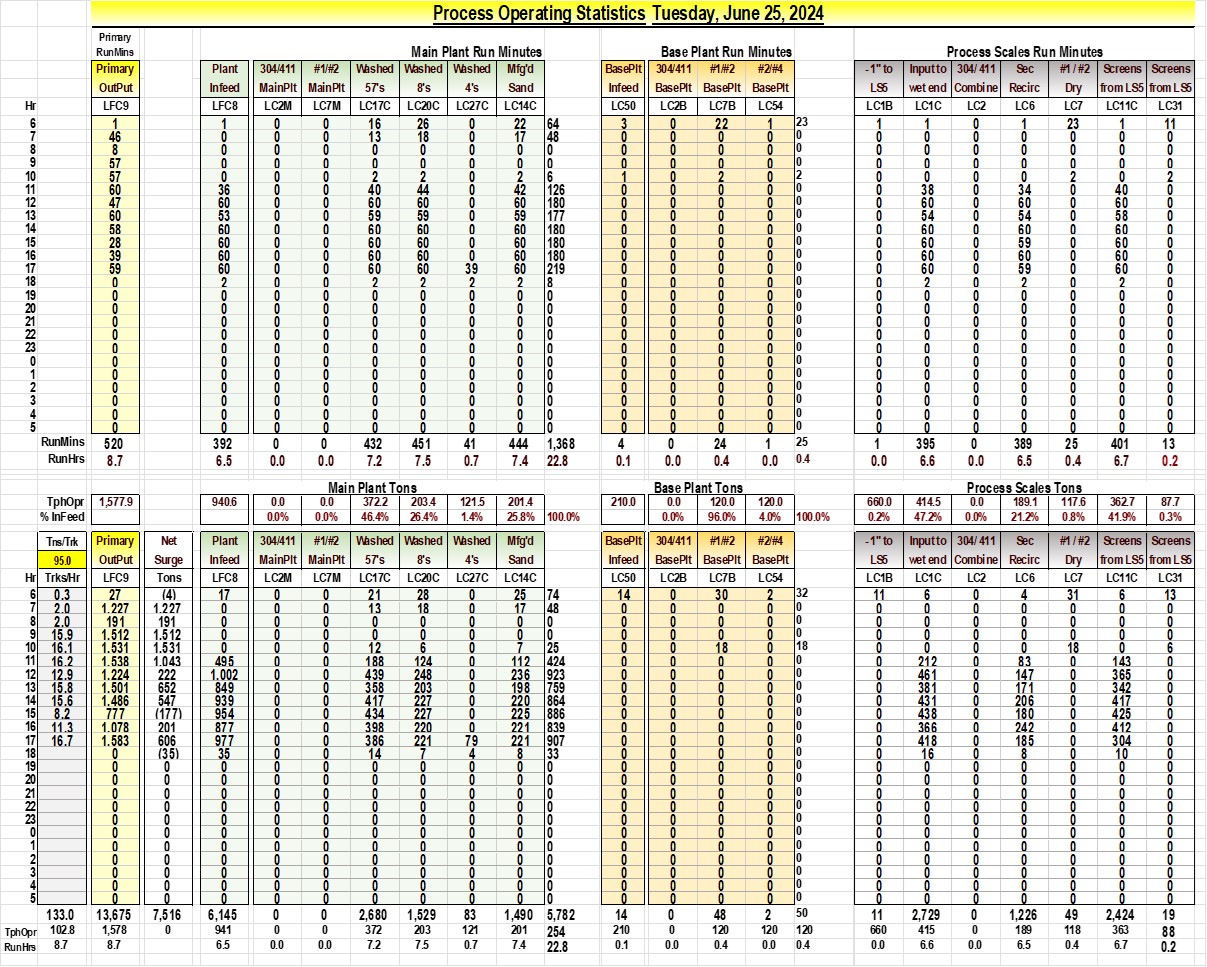 Process Operating Statistics Tuesday, June 25, 2024
Primary
RunMins Main Plant Run Minutes Base Plant Run Minutes Process Scales Run Minutes
Primary Plant 304/411 #1/#2 Washed Washed Washed Mfg'd BasePlt 304/411 #1/#2 #2/#4 -1" to Input to 304/ 411 Sec #1 / #2 Screens Screens
OutPut Infeed MainPlt MainPlt 57's 8's 4's Sand Infeed BasePlt BasePlt BasePlt LS5 wet end Combine Recirc Dry from LS5 from LS5
Hr LFC9 LFC8 LC2M LC7M LC17C LC20C LC27C LC14C LC50 LC2B LC7B LC54 LC1B LC1C LC2 LC6 LC7 LC11C LC31
6 1 1 0 0 16 26 0 22 64 3 0 22 1 23 1 1 0 1 23 1 11
7 46 0 0 0 13 18 0 17 48 0 0 0 0 0 0 0 0 0 0 0 0
8 8 0 0 0 0 0 0 0 0 0 0 0 0 0 0 0 0 0 0 0 0
9 57 0 0 0 0 0 0 0 0 0 0 0 0 0 0 0 0 0 0 0 0
10 57 0 0 0 2 2 0 2 6 1 0 2 0 2 0 0 0 0 2 0 2
11 60 36 0 0 40 44 0 42 126 0 0 0 0 0 0 38 0 34 0 40 0
12 47 60 0 0 60 60 0 60 180 0 0 0 0 0 0 60 0 60 0 60 0
13 60 53 0 0 59 59 0 59 177 0 0 0 0 0 0 54 0 54 0 58 0
14 58 60 0 0 60 60 0 60 180 0 0 0 0 0 0 60 0 60 0 60 0
15 28 60 0 0 60 60 0 60 180 0 0 0 0 0 0 60 0 59 0 60 0
16 39 60 0 0 60 60 0 60 180 0 0 0 0 0 0 60 0 60 0 60 0
17 59 60 0 0 60 60 39 60 219 0 0 0 0 0 0 60 0 59 0 60 0
18 0 2 0 0 2 2 2 2 8 0 0 0 0 0 0 2 0 2 0 2 0
19 0 0 0 0 0 0 0 0 0 0 0 0 0 0 0 0 0 0 0 0 0
20 0 0 0 0 0 0 0 0 0 0 0 0 0 0 0 0 0 0 0 0 0
21 0 0 0 0 0 0 0 0 0 0 0 0 0 0 0 0 0 0 0 0 0
22 0 0 0 0 0 0 0 0 0 0 0 0 0 0 0 0 0 0 0 0 0
23 0 0 0 0 0 0 0 0 0 0 0 0 0 0 0 0 0 0 0 0 0
0 0 0 0 0 0 0 0 0 0 0 0 0 0 0 0 0 0 0 0 0 0
1 0 0 0 0 0 0 0 0 0 0 0 0 0 0 0 0 0 0 0 0 0
2 0 0 0 0 0 0 0 0 0 0 0 0 0 0 0 0 0 0 0 0 0
3 0 0 0 0 0 0 0 0 0 0 0 0 0 0 0 0 0 0 0 0 0
4 0 0 0 0 0 0 0 0 0 0 0 0 0 0 0 0 0 0 0 0 0
5 0 0 0 0 0 0 0 0 0 0 0 0 0 0 0 0 0 0 0 0 0
RunMins 520 392 0 0 432 451 41 444 1,368 4 0 24 1 25 1 395 0 389 25 401 13
RunHrs 8.7 6.5 0.0 0.0 7.2 7.5 0.7 7.4 22.8 0.1 0.0 0.4 0.0 0.4 0.0 6.6 0.0 6.5 0.4 6.7 0.2
Main Plant Tons Base Plant Tons Process Scales Tons
TphOpr 1,577.9 940.6 0.0 0.0 372.2 203.4 121.5 201.4 210.0 0.0 120.0 120.0 660.0 414.5 0.0 189.1 117.6 362.7 87.7
% InFeed 0.0% 0.0% 46.4% 26.4% 1.4% 25.8% 100.0% 0.0% 96.0% 4.0% 100.0% 0.2% 47.2% 0.0% 21.2% 0.8% 41.9% 0.3%
Tns/Trk Primary Net Plant 304/411 #1/#2 Washed Washed Washed Mfg'd BasePlt 304/411 #1/#2 #2/#4 -1" to Input to 304/ 411 Sec #1 / #2 Screens Screens
95.0 OutPut Surge Infeed MainPlt MainPlt 57's 8's 4's Sand Infeed BasePlt BasePlt BasePlt LS5 wet end Combine Recirc Dry from LS5 from LS5
Hr Trks/Hr LFC9 Tons LFC8 LC2M LC7M LC17C LC20C LC27C LC14C LC50 LC2B LC7B LC54 LC1B LC1C LC2 LC6 LC7 LC11C LC31
6 0.3 27 (4) 17 0 0 21 28 0 25 74 14 0 30 2 32 11 6 0 4 31 6 13
7 2.0 1.227 1.227 0 0 0 13 18 0 17 48 0 0 0 0 0 0 0 0 0 0 0 0
8 2.0 191 191 0 0 0 0 0 0 0 0 0 0 0 0 0 0 0 0 0 0 0 0
9 15.9 1.512 1.512 0 0 0 0 0 0 0 0 0 0 0 0 0 0 0 0 0 0 0 0
10 16.1 1.531 1.531 0 0 0 12 6 0 7 25 0 0 18 0 18 0 0 0 0 18 0 6
11 16.2 1.538 1.043 495 0 0 188 124 0 112 424 0 0 0 0 0 0 212 0 83 0 143 0
12 12.9 1.224 222 1.002 0 0 439 248 0 236 923 0 0 0 0 0 0 461 0 147 0 365 0
13 15.8 1.501 652 849 0 0 358 203 0 198 759 0 0 0 0 0 0 381 0 171 0 342 0
14 15.6 1.486 547 939 0 0 417 227 0 220 864 0 0 0 0 0 0 431 0 206 0 417 0
15 8.2 777 (177) 954 0 0 434 227 0 225 886 0 0 0 0 0 0 438 0 180 0 425 0
16 11.3 1.078 201 877 0 0 398 220 0 221 839 0 0 0 0 0 0 366 0 242 0 412 0
17 16.7 1.583 606 977 0 0 386 221 79 221 907 0 0 0 0 0 0 418 0 185 0 304 0
18 0 (35) 35 0 0 14 7 4 8 33 0 0 0 0 0 0 16 0 8 0 10 0
19 0 0 0 0 0 0 0 0 0 0 0 0 0 0 0 0 0 0 0 0 0 0
20 0 0 0 0 0 0 0 0 0 0 0 0 0 0 0 0 0 0 0 0 0 0
21 0 0 0 0 0 0 0 0 0 0 0 0 0 0 0 0 0 0 0 0 0 0
22 0 0 0 0 0 0 0 0 0 0 0 0 0 0 0 0 0 0 0 0 0 0
23 0 0 0 0 0 0 0 0 0 0 0 0 0 0 0 0 0 0 0 0 0 0
0 0 0 0 0 0 0 0 0 0 0 0 0 0 0 0 0 0 0 0 0 0 0
1 0 0 0 0 0 0 0 0 0 0 0 0 0 0 0 0 0 0 0 0 0 0
2 0 0 0 0 0 0 0 0 0 0 0 0 0 0 0 0 0 0 0 0 0 0
3 0 0 0 0 0 0 0 0 0 0 0 0 0 0 0 0 0 0 0 0 0 0
4 0 0 0 0 0 0 0 0 0 0 0 0 0 0 0 0 0 0 0 0 0 0
5 0 0 0 0 0 0 0 0 0 0 0 0 0 0 0 0 0 0 0 0 0 0
133.0 13,675 7,516 6,145 0 0 2,680 1,529 83 1,490 5,782 14 0 48 2 50 11 2,729 0 1,226 49 2,424 19
TphOpr 102.8 1,578 0 941 0 0 372 203 121 201 254 210 0 120 120 120 660 415 0 189 118 363 88
RunHrs 8.7 8.7 6.5 0.0 0.0 7.2 7.5 0.7 7.4 22.8 0.1 0.0 0.4 0.0 0.4 0.0 6.6 0.0 6.5 0.4 6.7 0.2